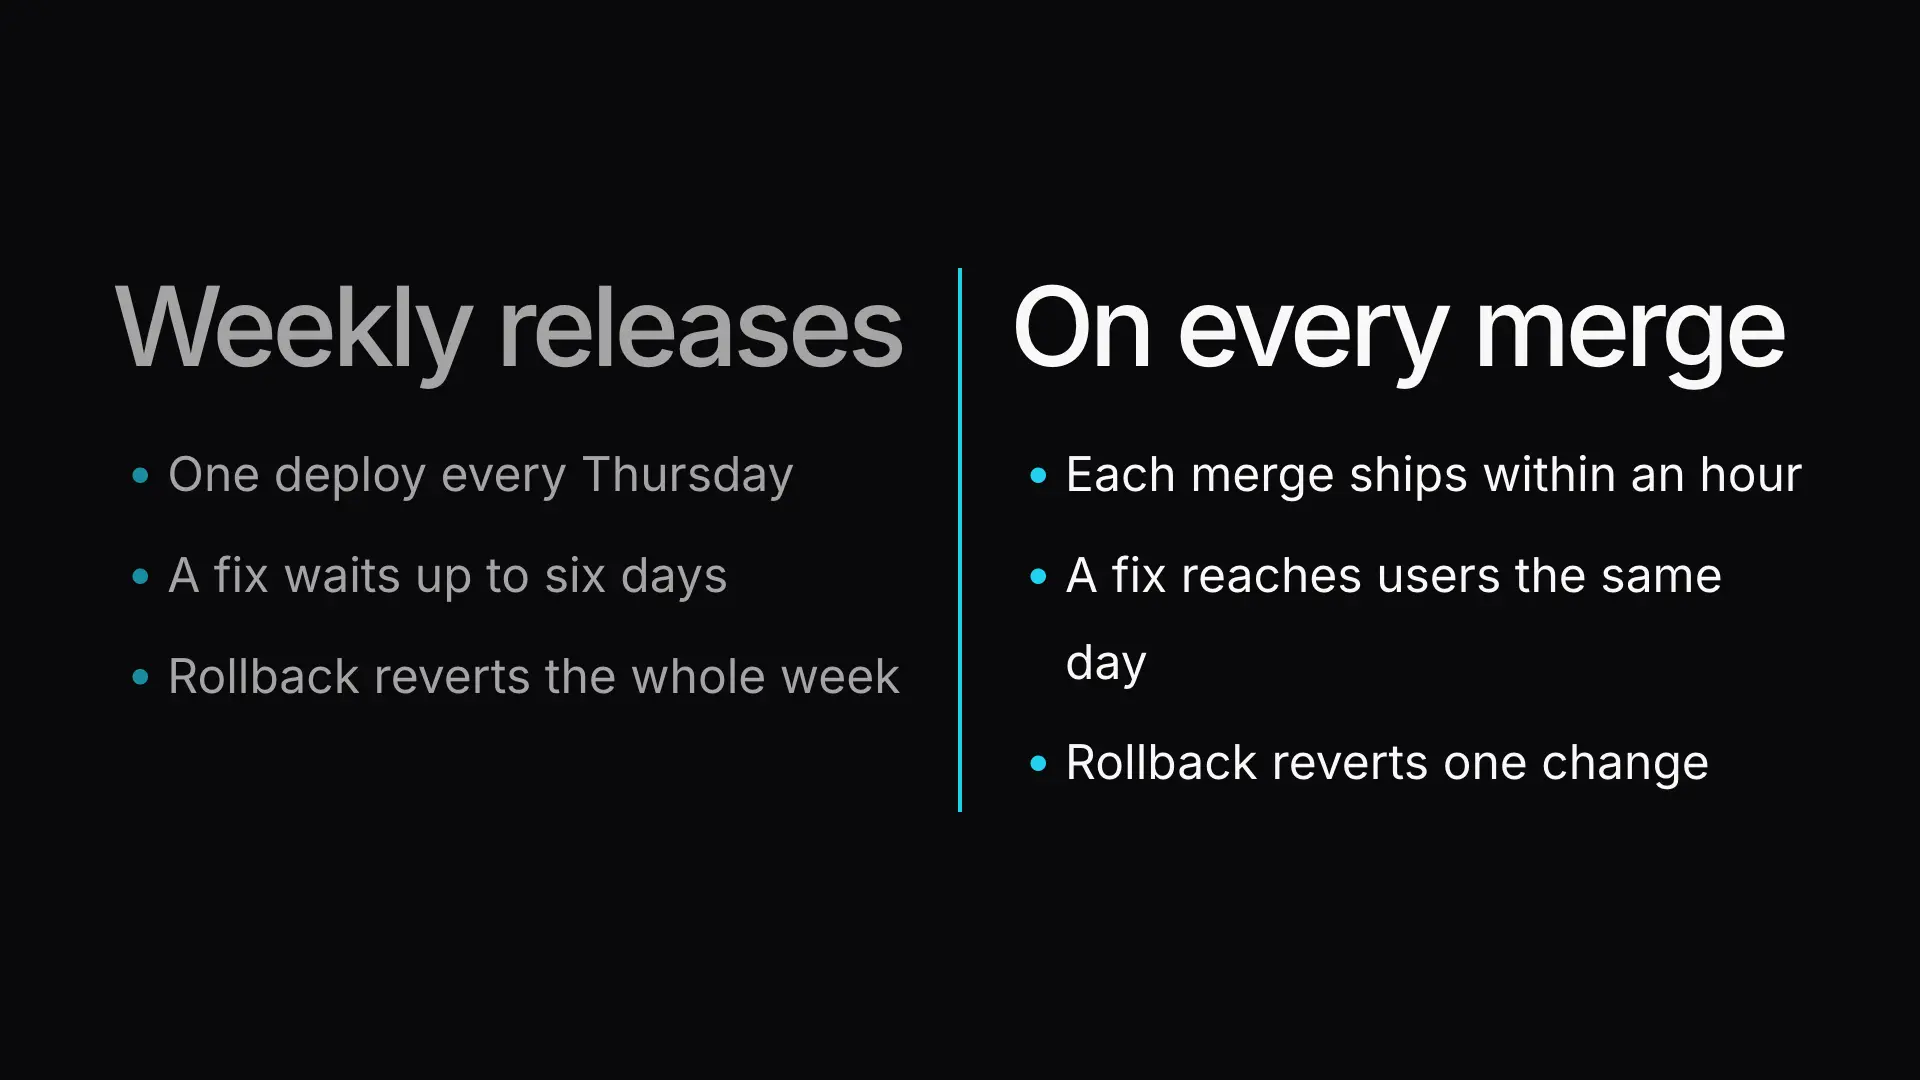 Weekly releases
One deploy every Thursday
A fix waits up to six days
Rollback reverts the whole week
On every merge
Each merge ships within an hour
A fix reaches users the same
day
Rollback reverts one change